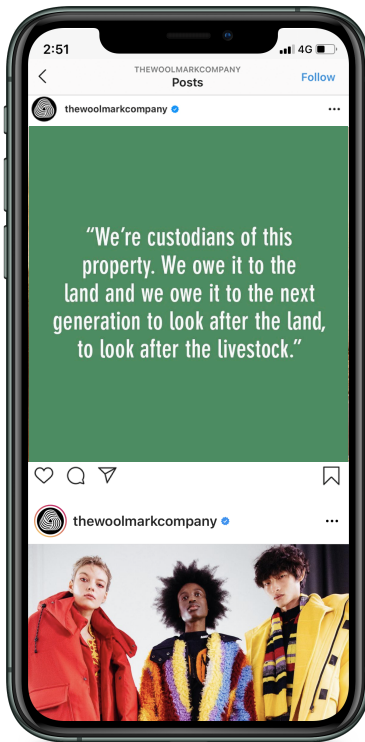 2:51
4G
THEWOOLMARKCOMPANY
Posts
Follow
thewoolmarkcompany
“We’re custodians of this
property. We owe it to the
land and we owe it to the next
generation to look after the land,
to look after the livestock.”
thewoolmarkcompany